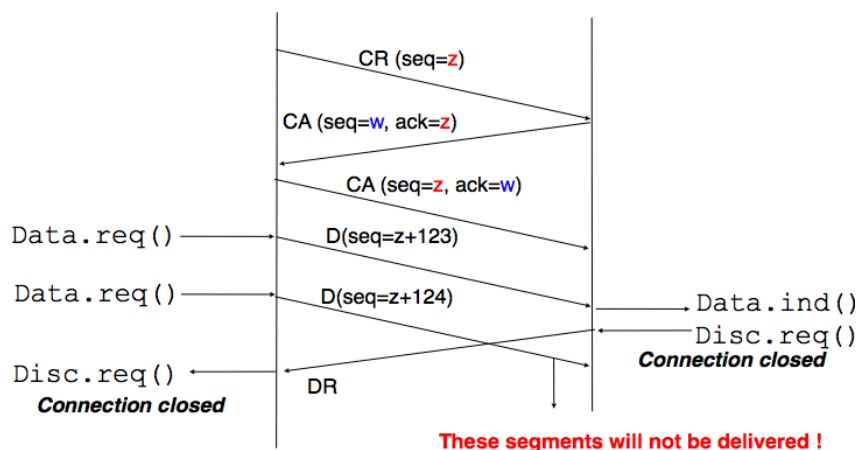 CR (seq=z)
CA (seq=w, ack=z)
CA (seq=z, ack=w)
Data.req()
D(seq=z+123)
Data.req()
D(seq=z+124)
Data.ind()
Disc.req()
Connection closed
Disc.req()
DR
Connection closed
These segments will not be delivered !